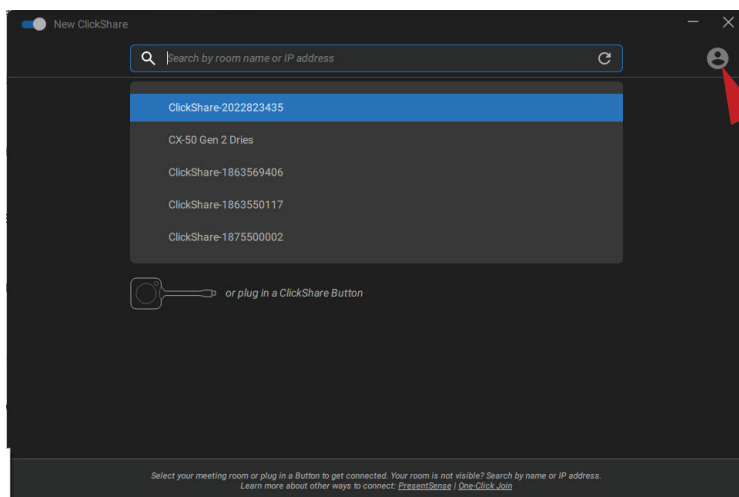 New ClickShare
Search by room name or IP address
ClickShare-2022823435
CX-50 Gen 2 Dries
ClickShare-1863569406
ClickShare-1863550117
ClickShare-1875500002
or plug in a ClickShare Button
Select your meeting room or plug in a Button to get connected. Your room is not visible? Search by name or IP address.
Learn more about other ways to connect: PresentSense | One-Click Join